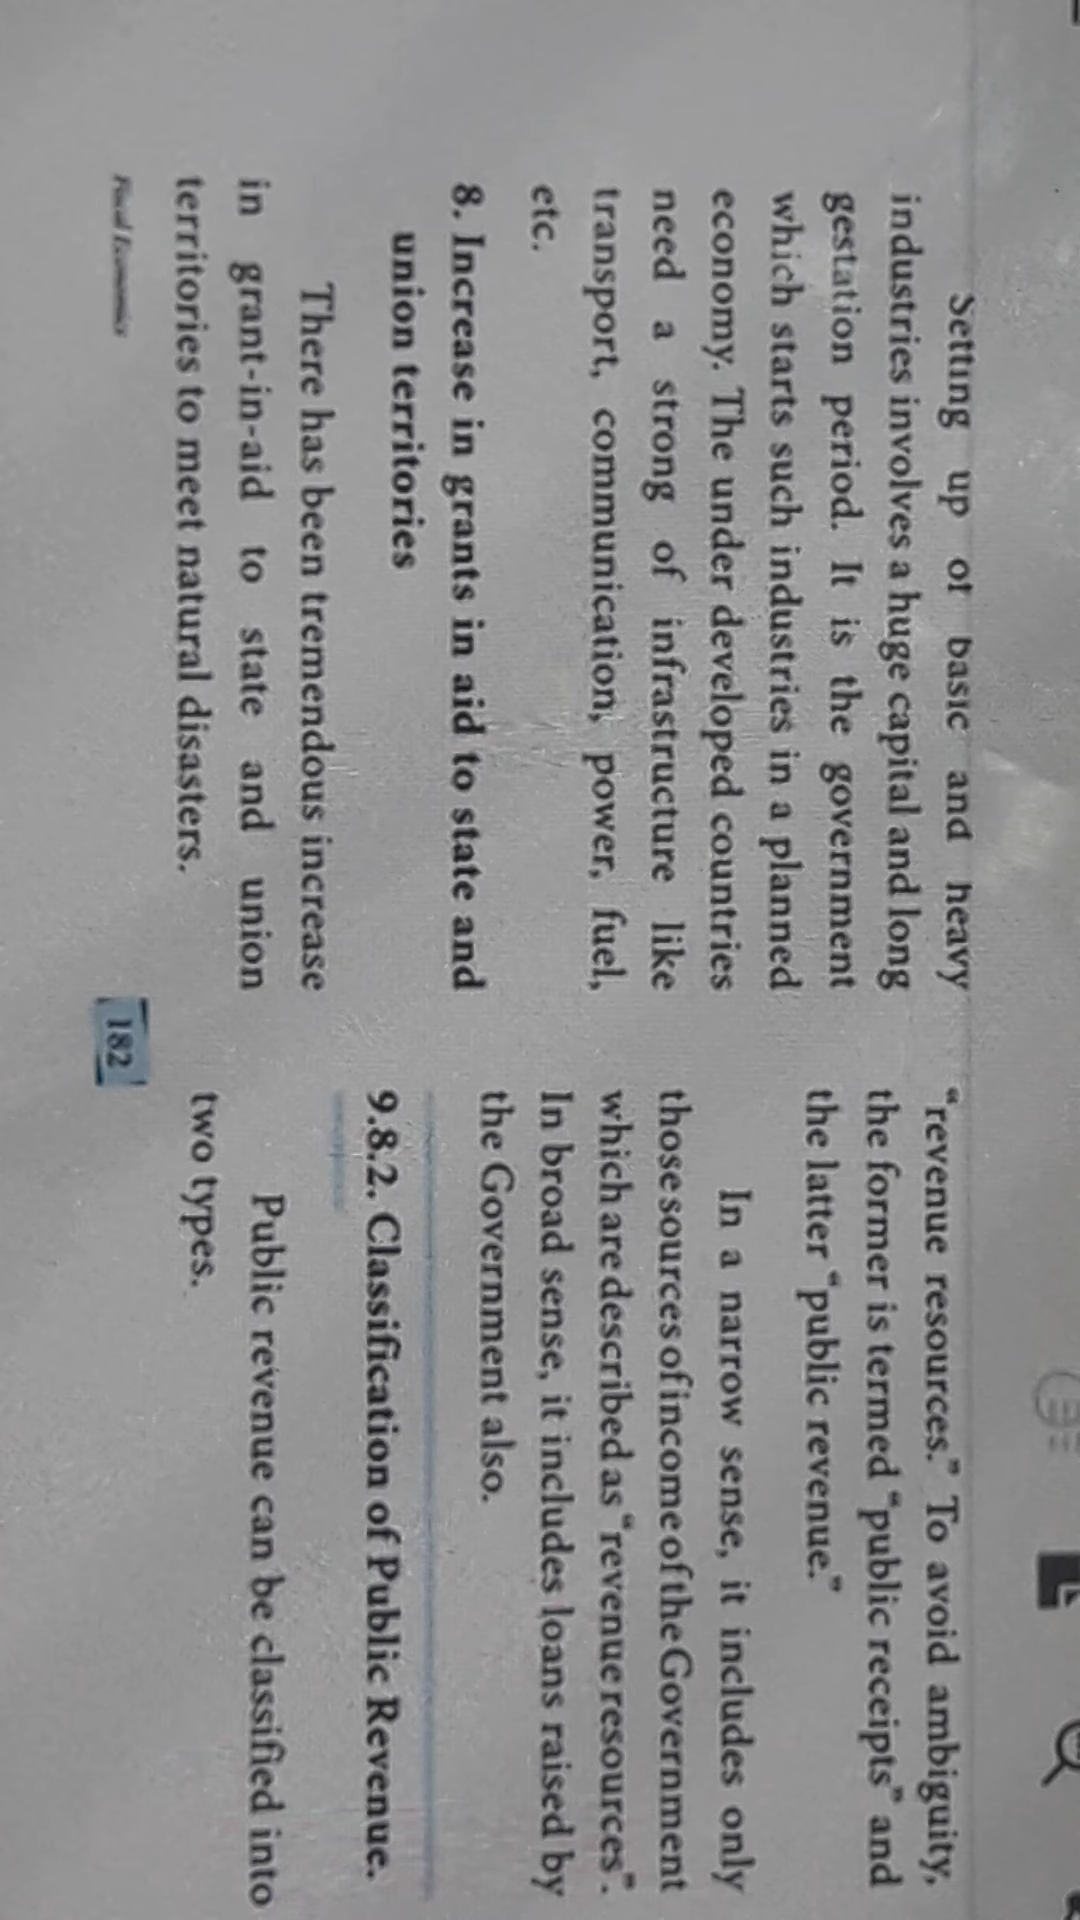 Setting up of basic and heavy
industries involves a huge capital and long
gestation period. It is the government
which starts such industries in a planned
economy. The under developed countries
need a strong of infrastructure like
transport, communication, power, fuel,
etc.
8. Increase in grants in aid to state and
union territories
There has been tremendous increase
in grant-in-aid to state and union
territories to meet natural disasters.
Fiscal Economics
182
“revenue resources.” To avoid ambiguity,
the former is termed “public receipts” and
the latter “public revenue.”
In a narrow sense, it includes only
those sources of income of the Government
which are described as “revenue resources”.
In broad sense, it includes loans raised by
the Government also.
9.8.2. Classification of Public Revenue.
Public revenue can be classified into
two types.